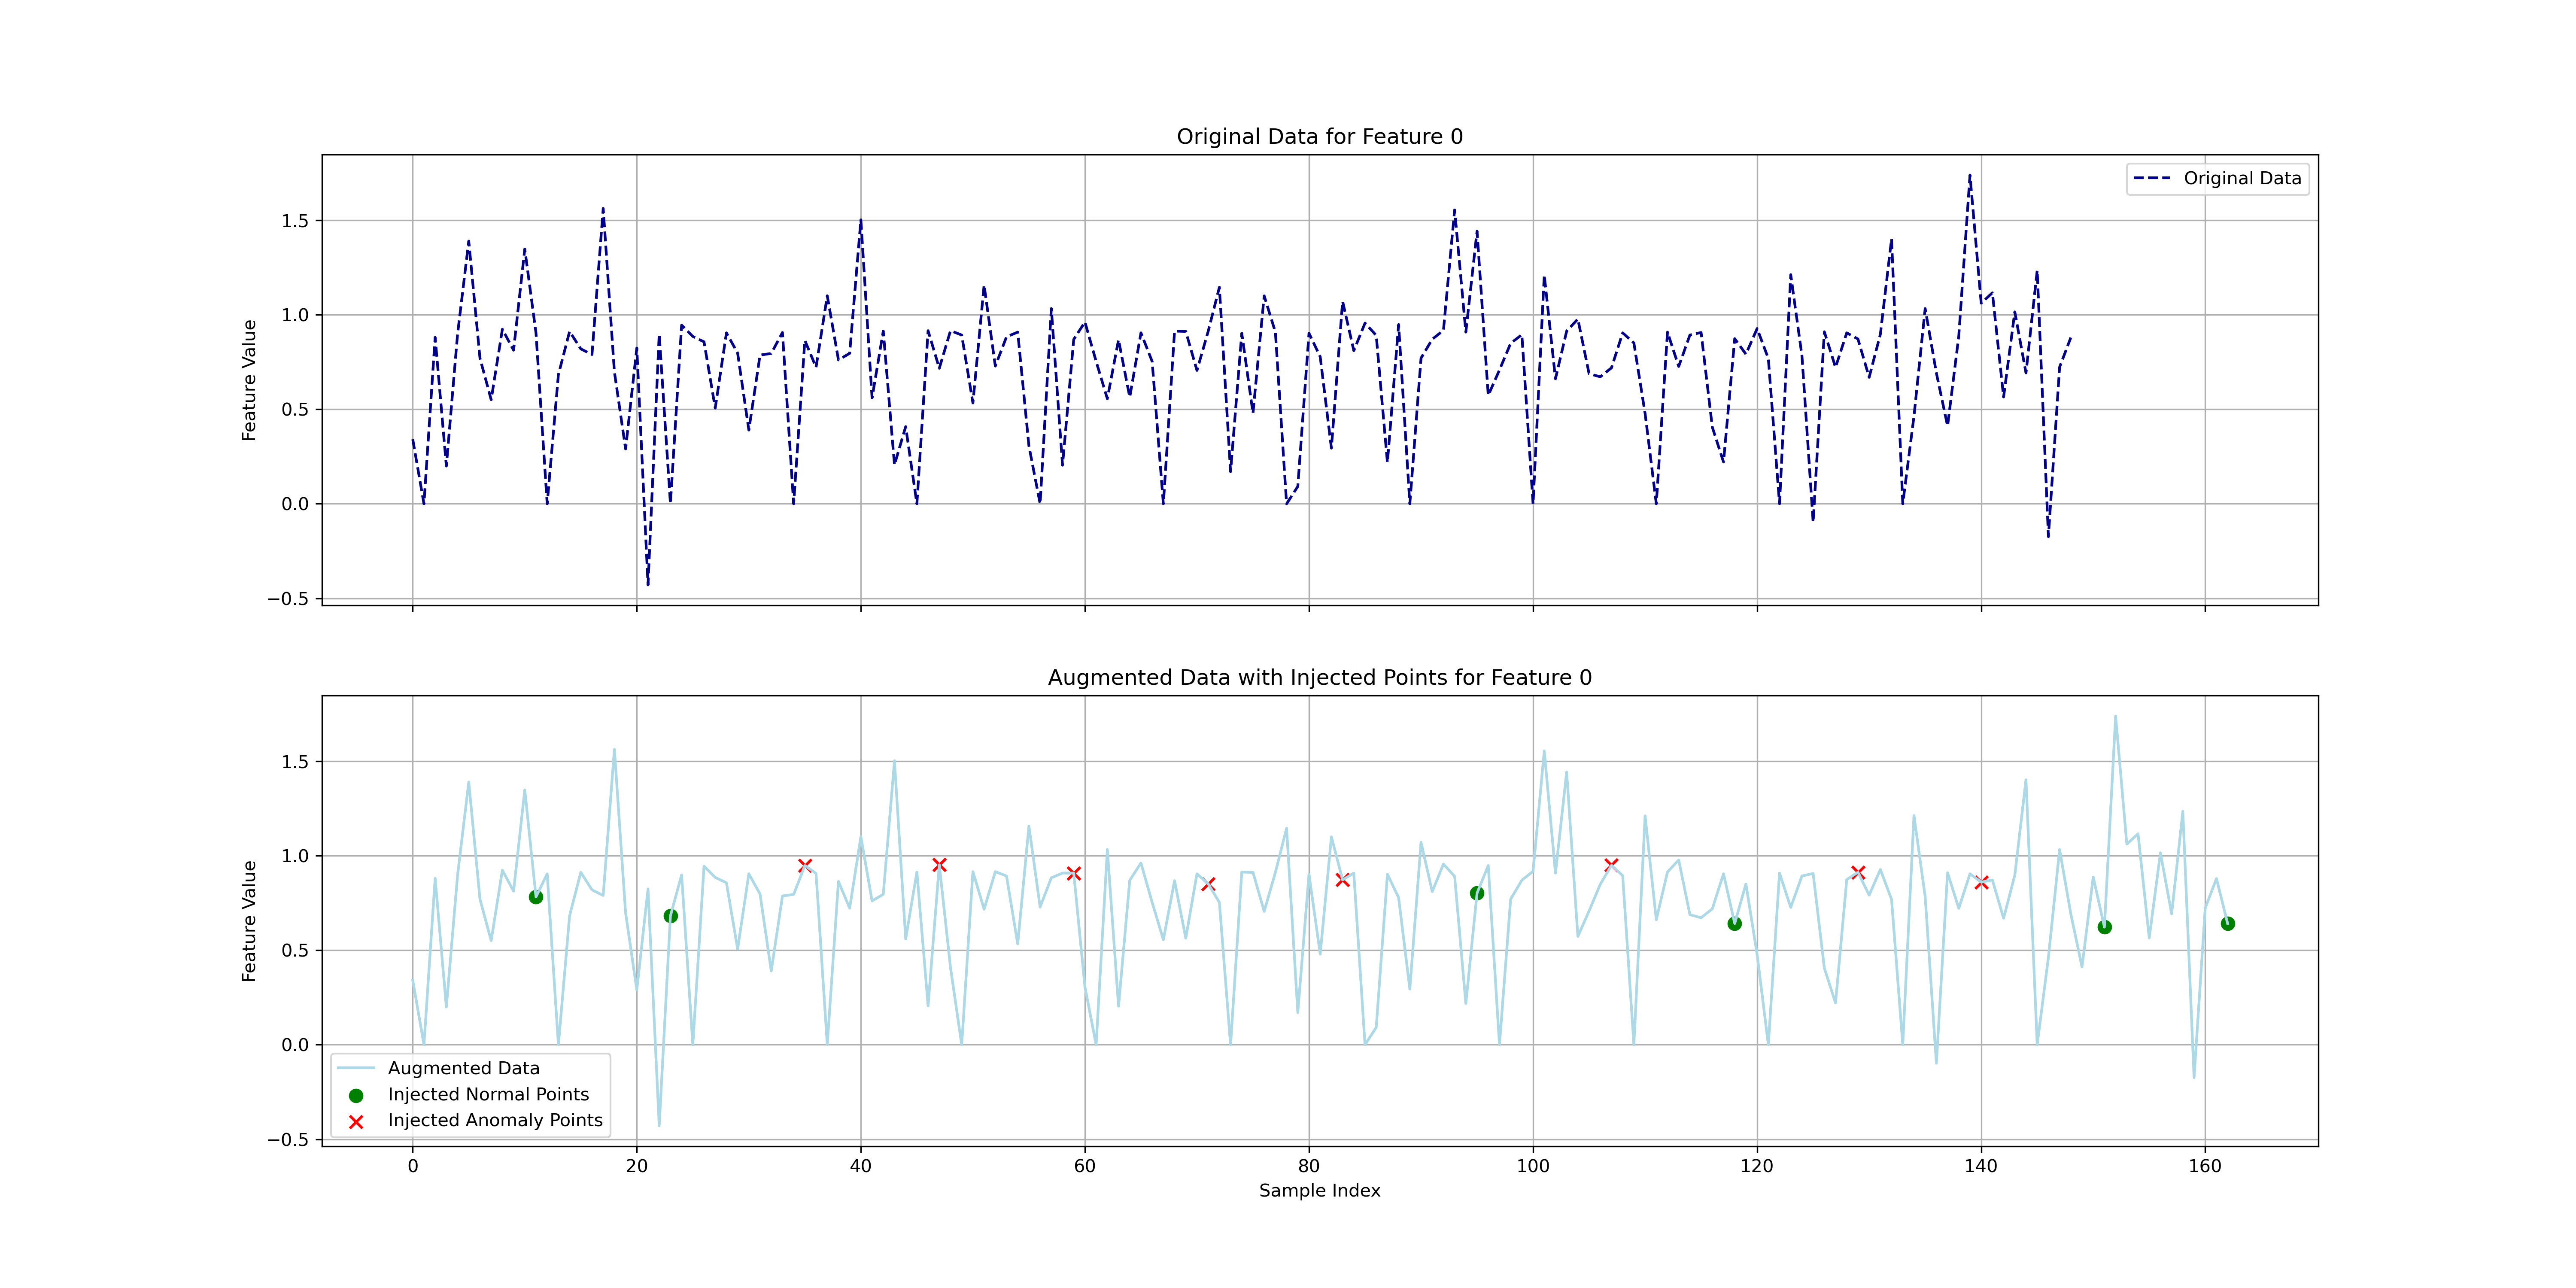 Original Data for Feature 0
Original Data
Feature Value
1.5
1.0
0.5
0.0
−0.5
Augmented Data with Injected Points for Feature 0
Feature Value
1.5
1.0
0.5
0.0
−0.5
Augmented Data
Injected Normal Points
Injected Anomaly Points
0 20 40 60 80 100 120 140 160
Sample Index